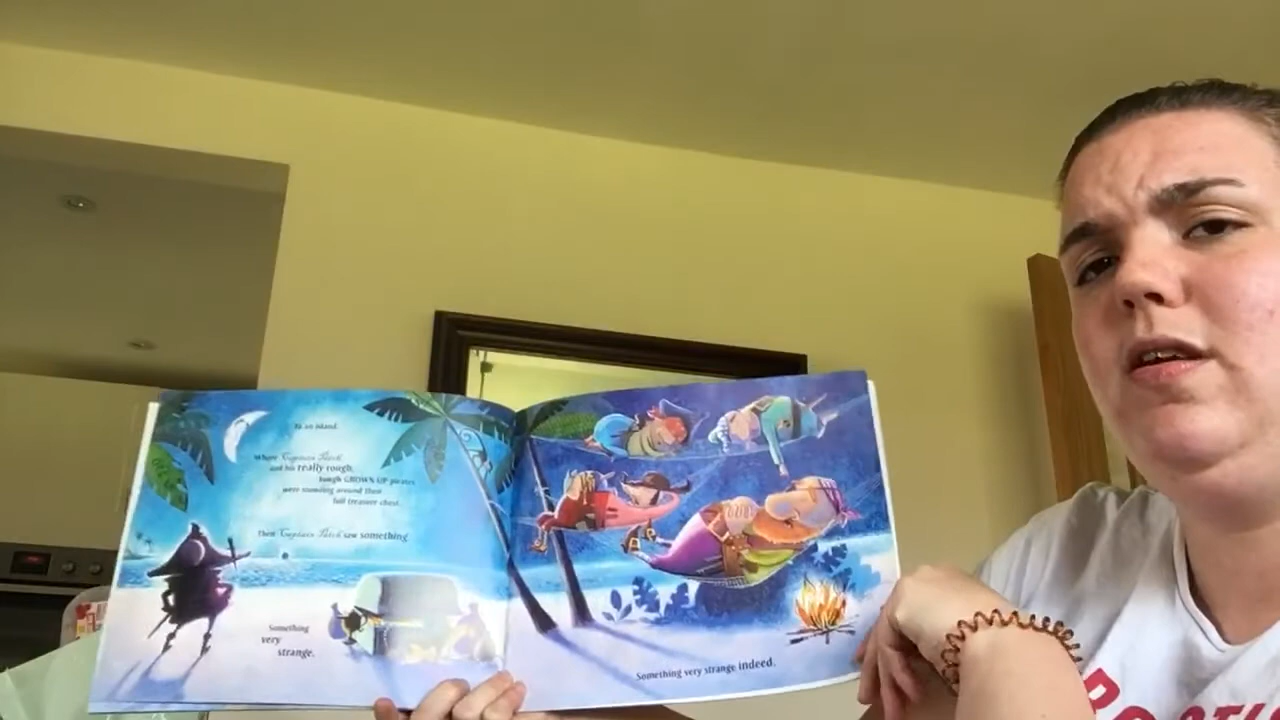 To an island.
Where Captain Patch
and his really rough,
tough GROWN UP pirates
were snoozing around their
full treasure chest.
Then Captain Patch saw something
Something
very
strange.
Something very strange indeed.